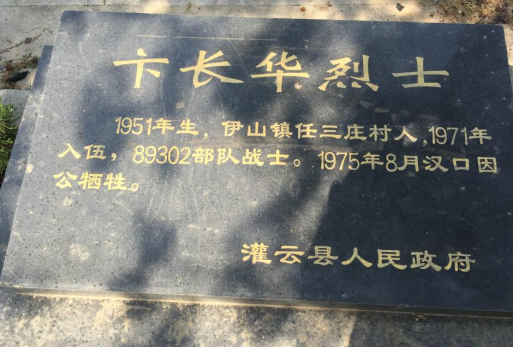 卞长华烈士
1951年生，伊山镇任三庄村人，1971年
入伍，89302部队战士。1975年8月汉口因
公牺牲。
灌云县人民政府